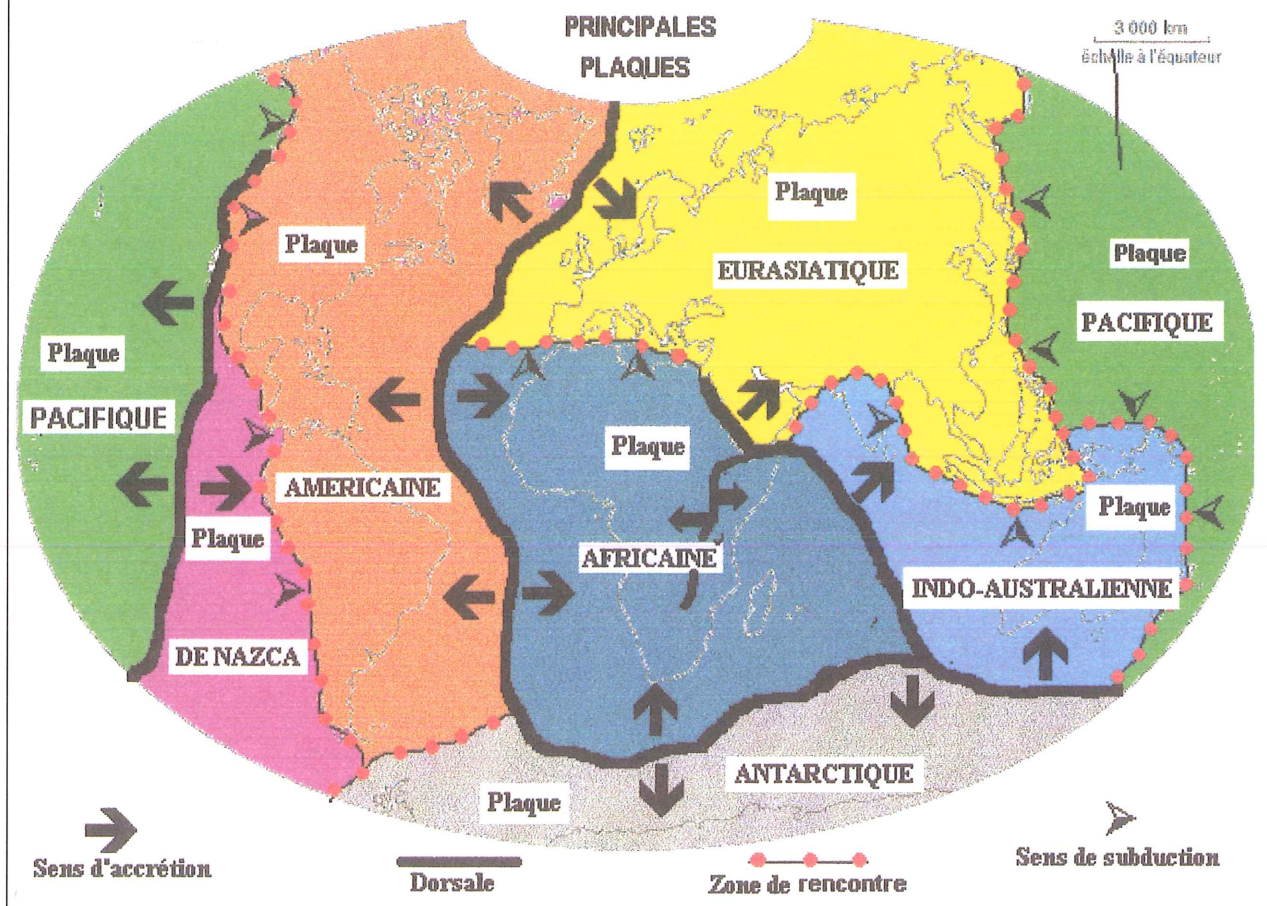 PRINCIPALES
PLAQUES
3 000 km
échelle à l'équateur
Plaque
PACIFIQUE
Plaque
AMERICAINE
Plaque
DE NAZCA
Plaque
EURASIATIQUE
Plaque
AFRICAINE
Plaque
PACIFIQUE
Plaque
INDO-AUSTRALIENNE
Plaque
ANTARCTIQUE
Sens d'accrétion
Dorsale
Zone de rencontre
Sens de subduction